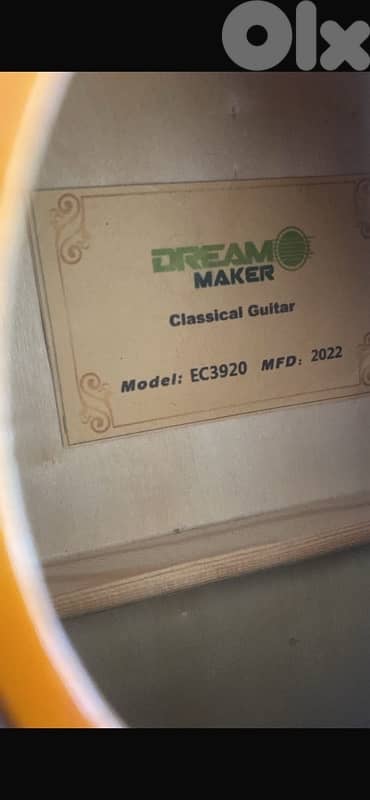 OLX
DREAM
MAKER
Classical Guitar
Model: EC3920 MFD: 2022